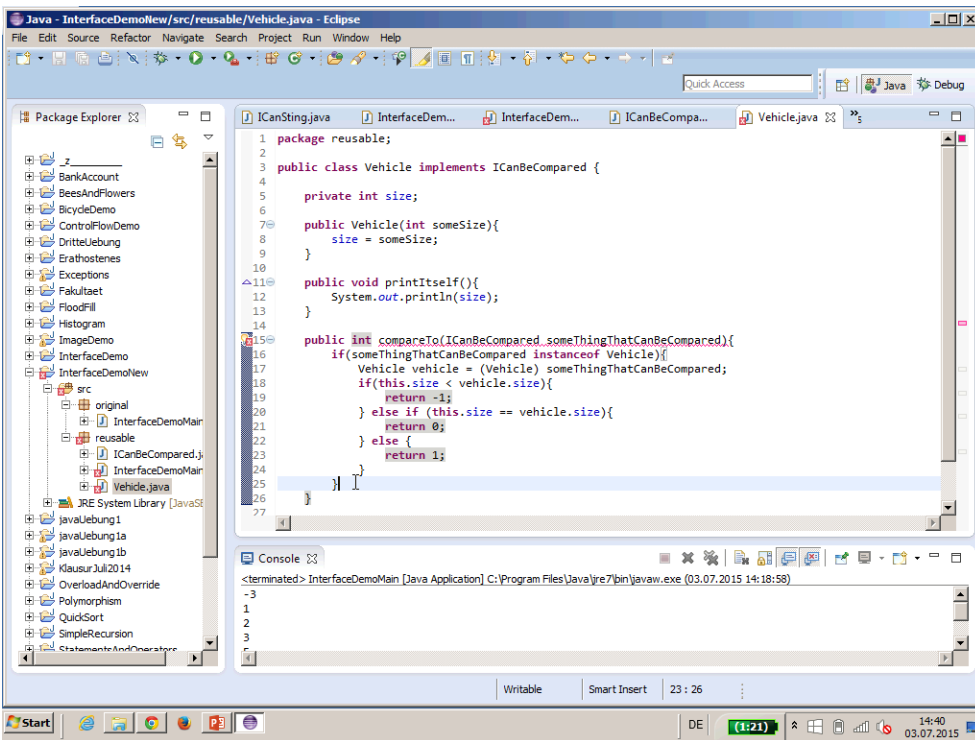 Java - InterfaceDemoNew/src/reusable/Vehicle.java - Eclipse
File Edit Source Refactor Navigate Search Project Run Window Help
Quick Access
Java
Debug
Package Explorer
_z_________
BankAccount
BeesAndFlowers
BicycleDemo
ControlFlowDemo
DritteUebung
Erathostenes
Exceptions
Fakultaet
FloodFill
Histogram
ImageDemo
InterfaceDemo
InterfaceDemoNew
src
original
InterfaceDemoMain
reusable
ICanBeCompared.j
InterfaceDemoMain
Vehicle.java
JRE System Library [JavaSE
javaUebung1
javaUebung1a
javaUebung1b
KlausurJuli2014
OverloadAndOverride
Polymorphism
QuickSort
SimpleRecursion
StatementsAndOperators
ICanSting.java InterfaceDem... InterfaceDem... ICanBeCompa... Vehicle.java »5
1 package reusable;
2
3 public class Vehicle implements ICanBeCompared {
4
5 private int size;
6
7 public Vehicle(int someSize){
8 size = someSize;
9 }
10
11 public void printItself(){
12 System.out.println(size);
13 }
14
15 public int compareTo(ICanBeCompared someThingThatCanBeCompared){
16 if(someThingThatCanBeCompared instanceof Vehicle){
17 Vehicle vehicle = (Vehicle) someThingThatCanBeCompared;
18 if(this.size < vehicle.size){
19 return -1;
20 } else if (this.size == vehicle.size){
21 return 0;
22 } else {
23 return 1;
24 }
25 }
26 }
27
Console
<terminated> InterfaceDemoMain [Java Application] C:\Program Files\Java\jre7\bin\javaw.exe (03.07.2015 14:18:58)
-3
1
2
3
Writable Smart Insert 23 : 26
Start
DE (1:21) 14:40
03.07.2015